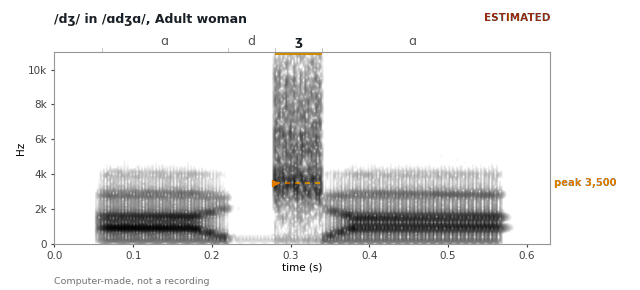 /dʒ/ in /ɑdʒɑ/, Adult woman
ESTIMATED
ɑ d ʒ ɑ
10k
8k
6k
4k
2k
0
Hz
peak 3,500
0.0 0.1 0.2 0.3 0.4 0.5 0.6
time (s)
Computer-made, not a recording